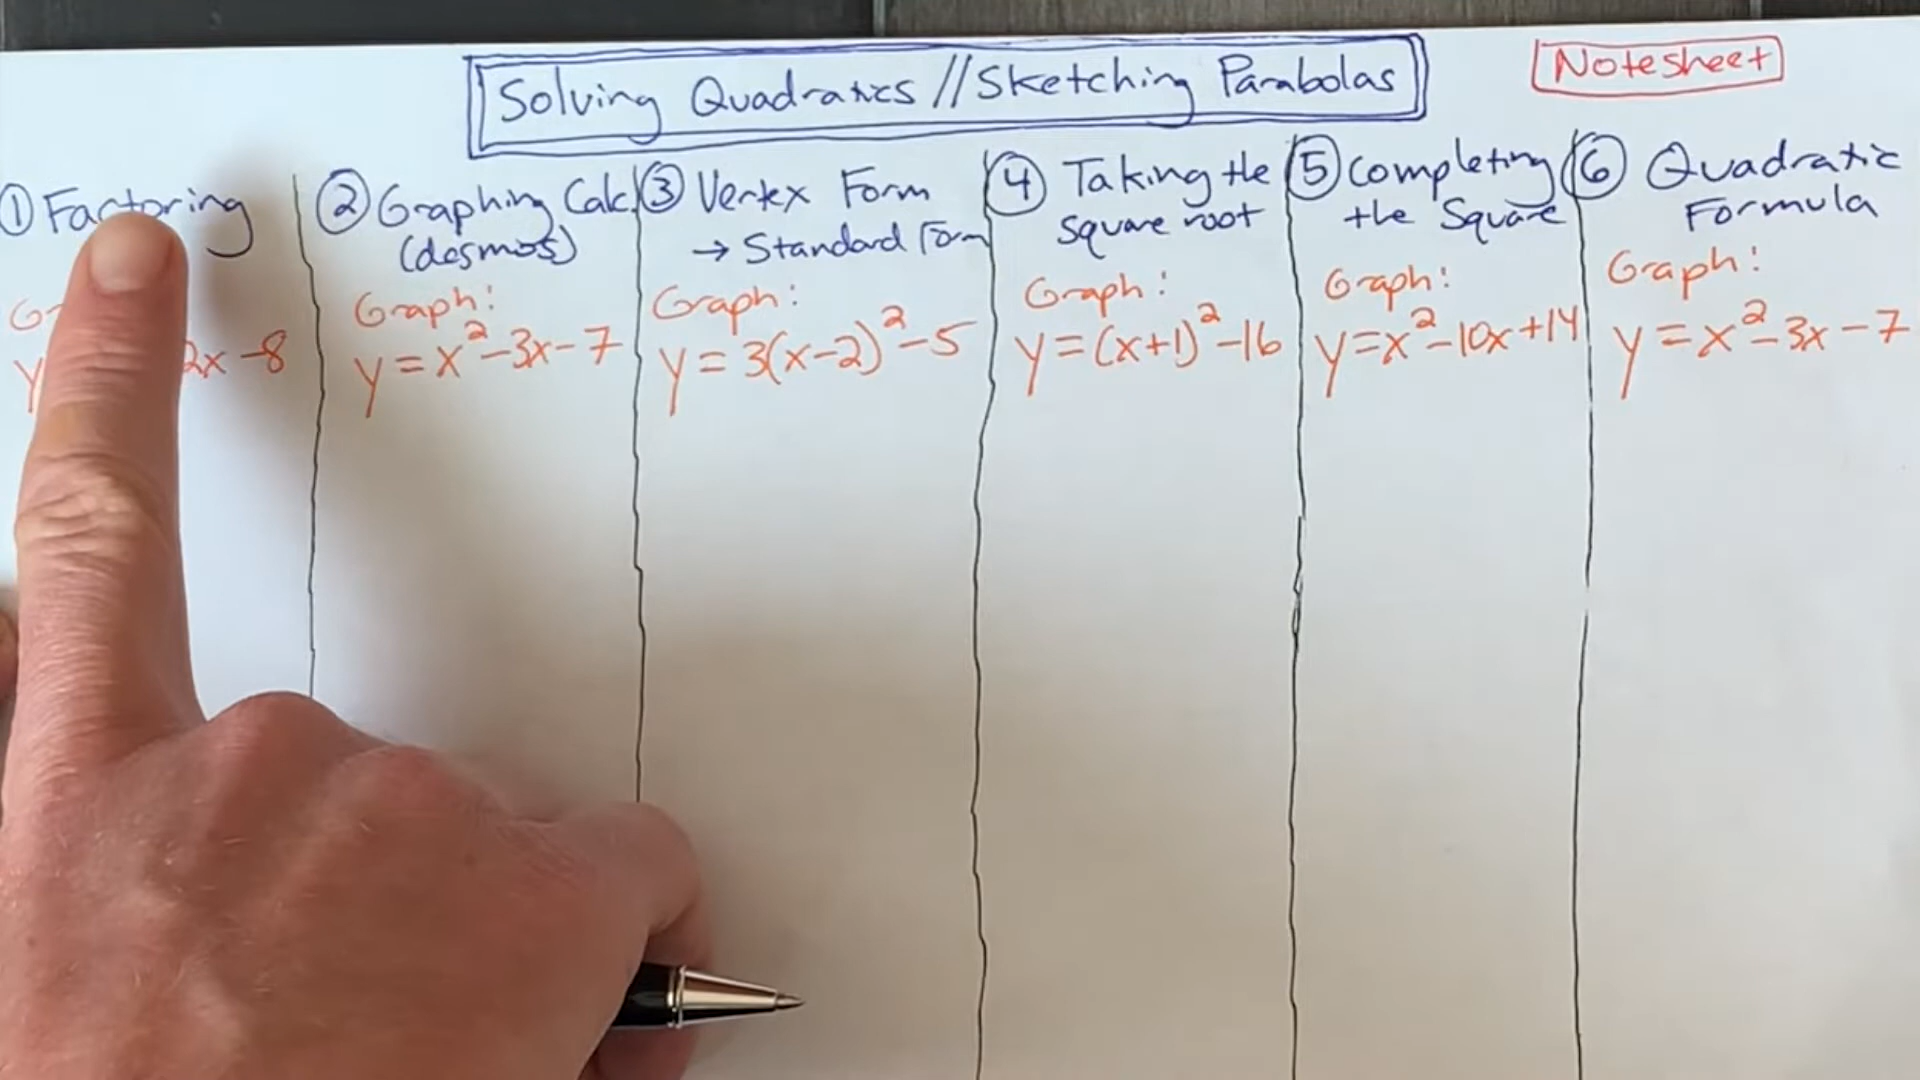 Solving Quadratics // Sketching Parabolas
Notesheet
① Factoring
2x - 8
② Graphing Calc.
(desmos)
Graph:
y = x² - 3x - 7
③ Vertex Form
→ Standard Form
Graph:
y = 3(x-2)² - 5
④ Taking the
Square root
Graph:
y = (x+1)² - 16
⑤ Completing
the Square
Graph:
y = x² - 10x + 14
⑥ Quadratic
Formula
Graph:
y = x² - 3x - 7